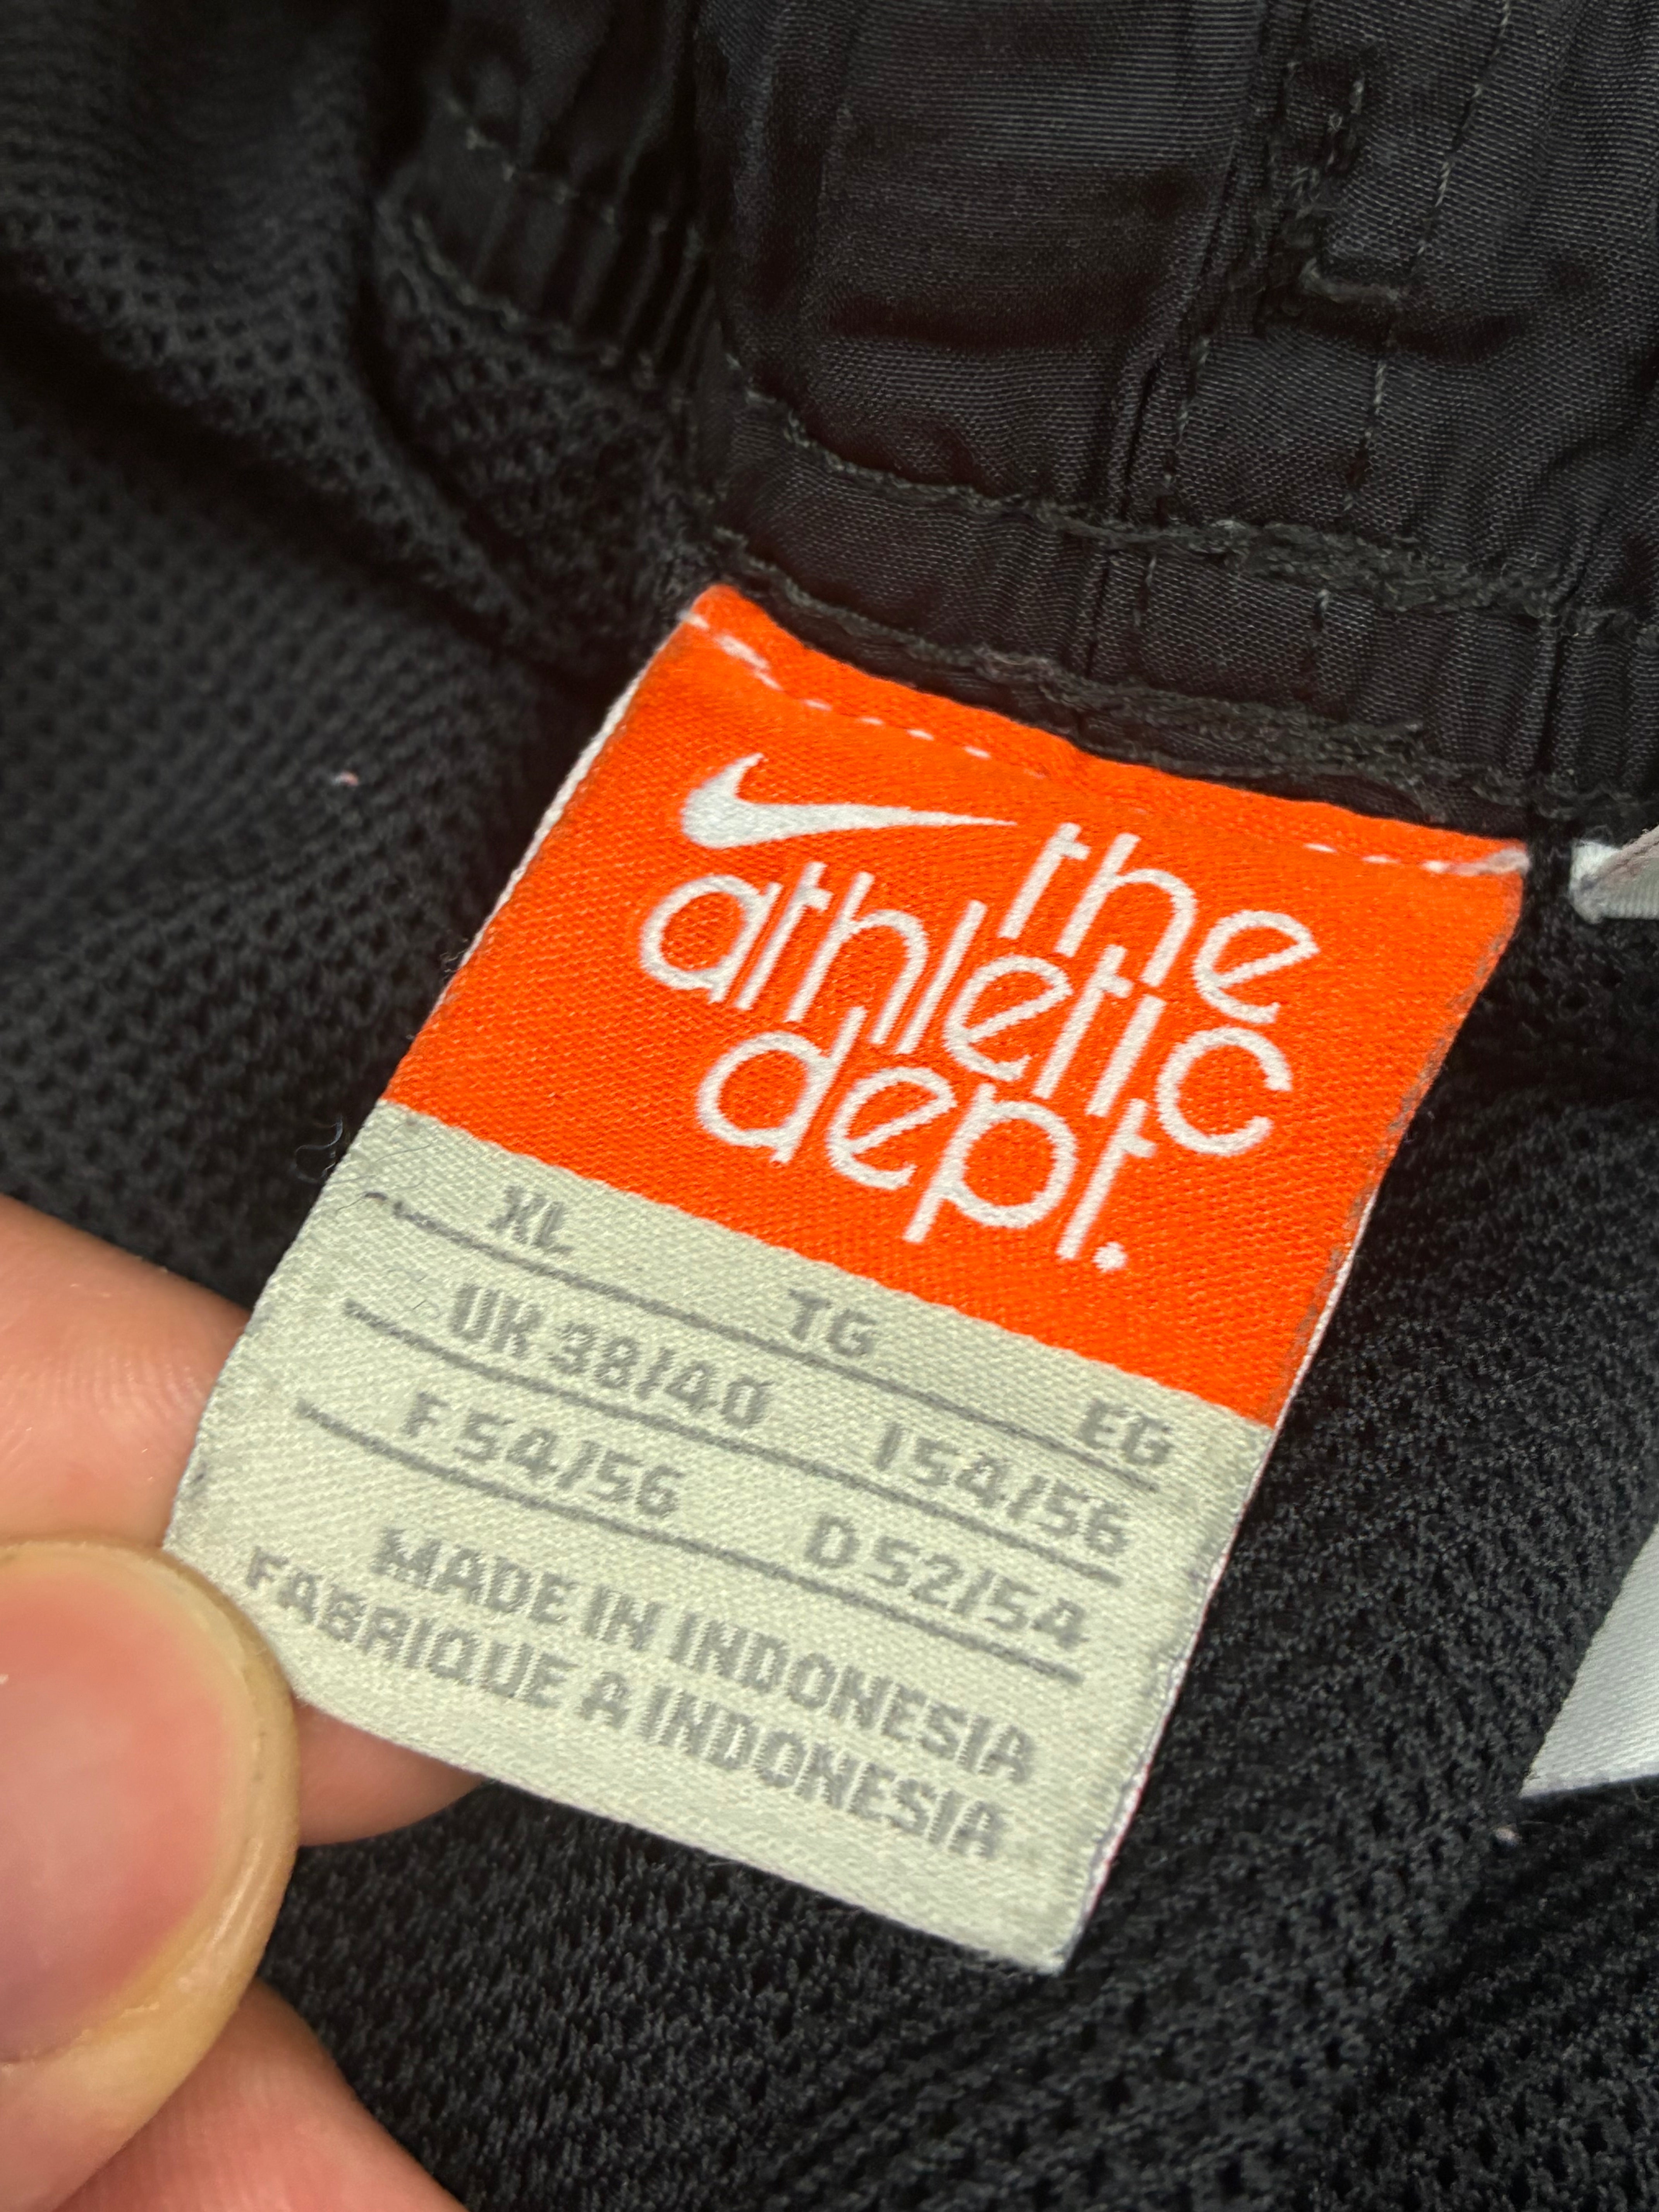 the
athletic
dept.
XL TG EG
UK 38/40 I 54/56
F 54/56 D 52/54
MADE IN INDONESIA
FABRIQUE A INDONESIA